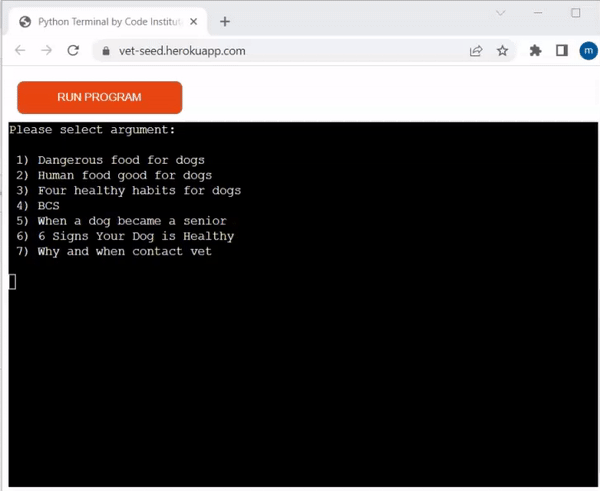 Python Terminal by Code Institut
vet-seed.herokuapp.com
m
RUN PROGRAM
Please select argument:
1) Dangerous food for dogs
2) Human food good for dogs
3) Four healthy habits for dogs
4) BCS
5) When a dog became a senior
6) 6 Signs Your Dog is Healthy
7) Why and when contact vet